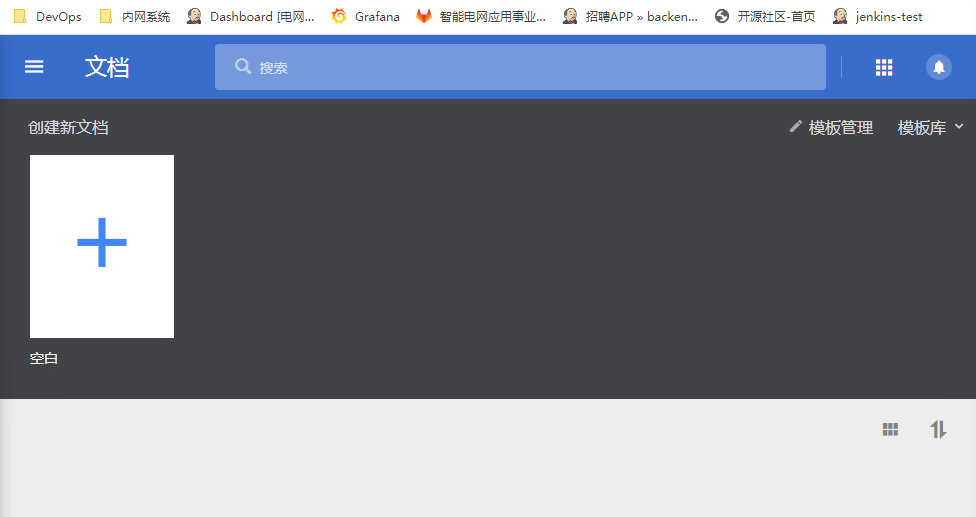 DevOps 内网系统 Dashboard [电网... Grafana 智能电网应用事业... 招聘APP » backen... 开源社区-首页 jenkins-test
文档 搜索
创建新文档 模板管理 模板库
空白